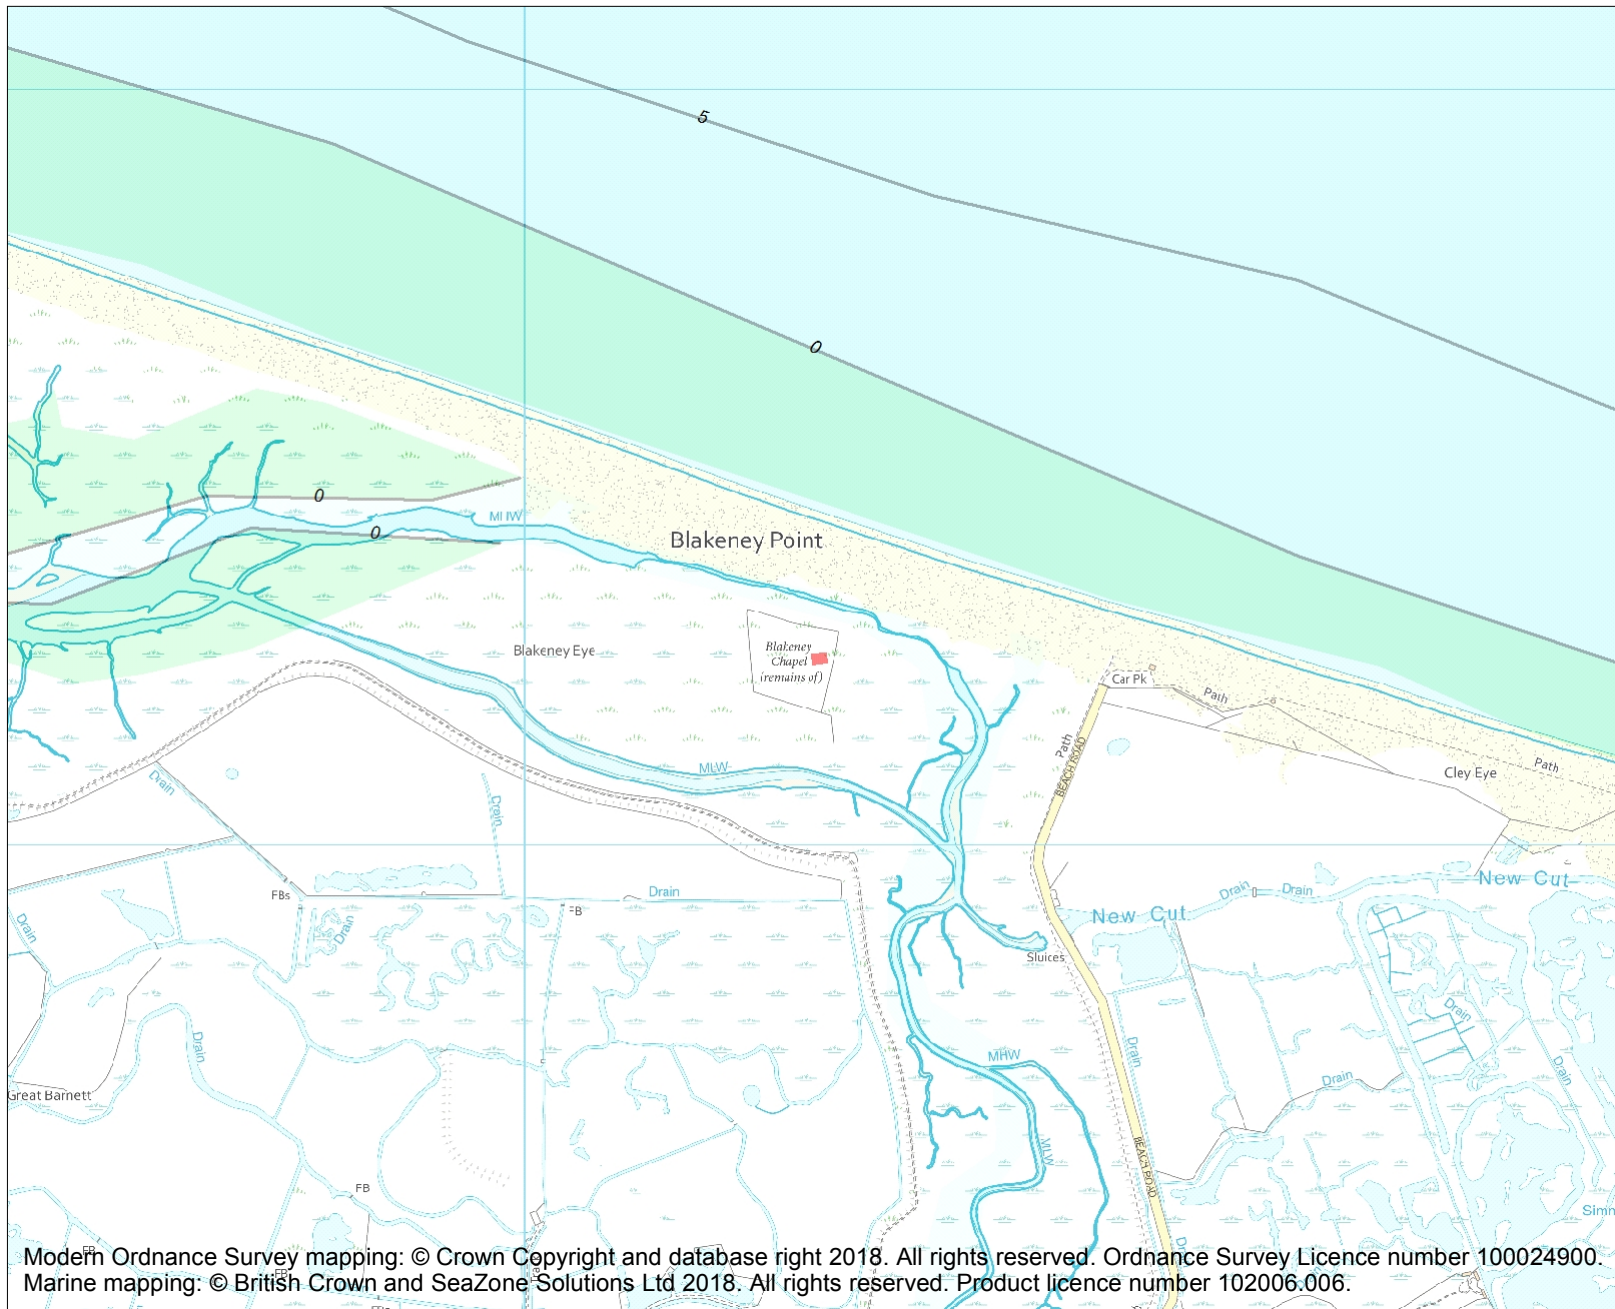 5
0
0
0
MHW
Blakeney Point
Blakeney Eye
Blakeney
Chapel
(remains of)
Car Pk
Path
Path
BEACH ROAD
Path
Cley Eye
MLW
Drain
Drain
New Cut
Drain
Drain
Drain
FBs
FB
New Cut
Drain
Drain
Sluices
Drain
Drain
MHW
Drain
Drain
Drain
Great Barnett
MLW
BEACH ROAD
FB
Simm
Drain
FB
FB
Modern Ordnance Survey mapping: © Crown Copyright and database right 2018. All rights reserved. Ordnance Survey Licence number 100024900.
Marine mapping: © British Crown and SeaZone Solutions Ltd 2018. All rights reserved. Product licence number 102006.006.